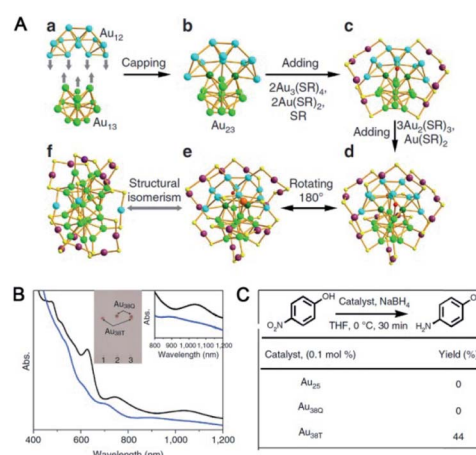 A
a
Au12
Au13
Capping
b
Au23
Adding
2Au3(SR)4,
2Au(SR)2,
SR
c
Adding
3Au2(SR)3,
Au(SR)2
f
Structural
isomerism
e
Rotating
180°
d
B
Abs.
Au38Q
Au38T
1 2 3
Abs.
800 900 1,000 1,100 1,200
Wavelength (nm)
400 600 800 1,000 1,200
Wavelength (nm)
C
OH
O2N
Catalyst, NaBH4
THF, 0 °C, 30 min
H2N
Catalyst, (0.1 mol %) Yield (%
Au25 0
Au38Q 0
Au38T 44